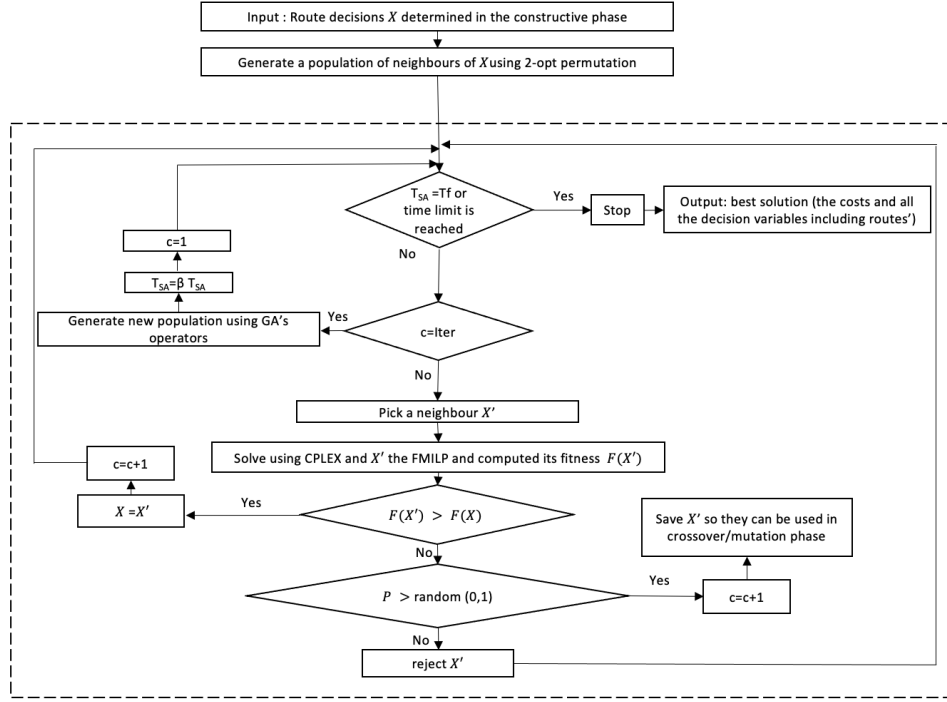 Input : Route decisions X determined in the constructive phase
Generate a population of neighbours of X using 2-opt permutation
T_SA =Tf or
time limit is
reached
Yes
Stop
Output: best solution (the costs and all
the decision variables including routes’)
No
c=1
T_SA=β T_SA
Generate new population using GA’s
operators
Yes
c=Iter
No
Pick a neighbour X′
Solve using CPLEX and X′ the FMILP and computed its fitness F(X′)
c=c+1
X =X′
Yes
F(X′) > F(X)
Save X′ so they can be used in
crossover/mutation phase
No
P > random (0,1)
Yes
c=c+1
No
reject X′